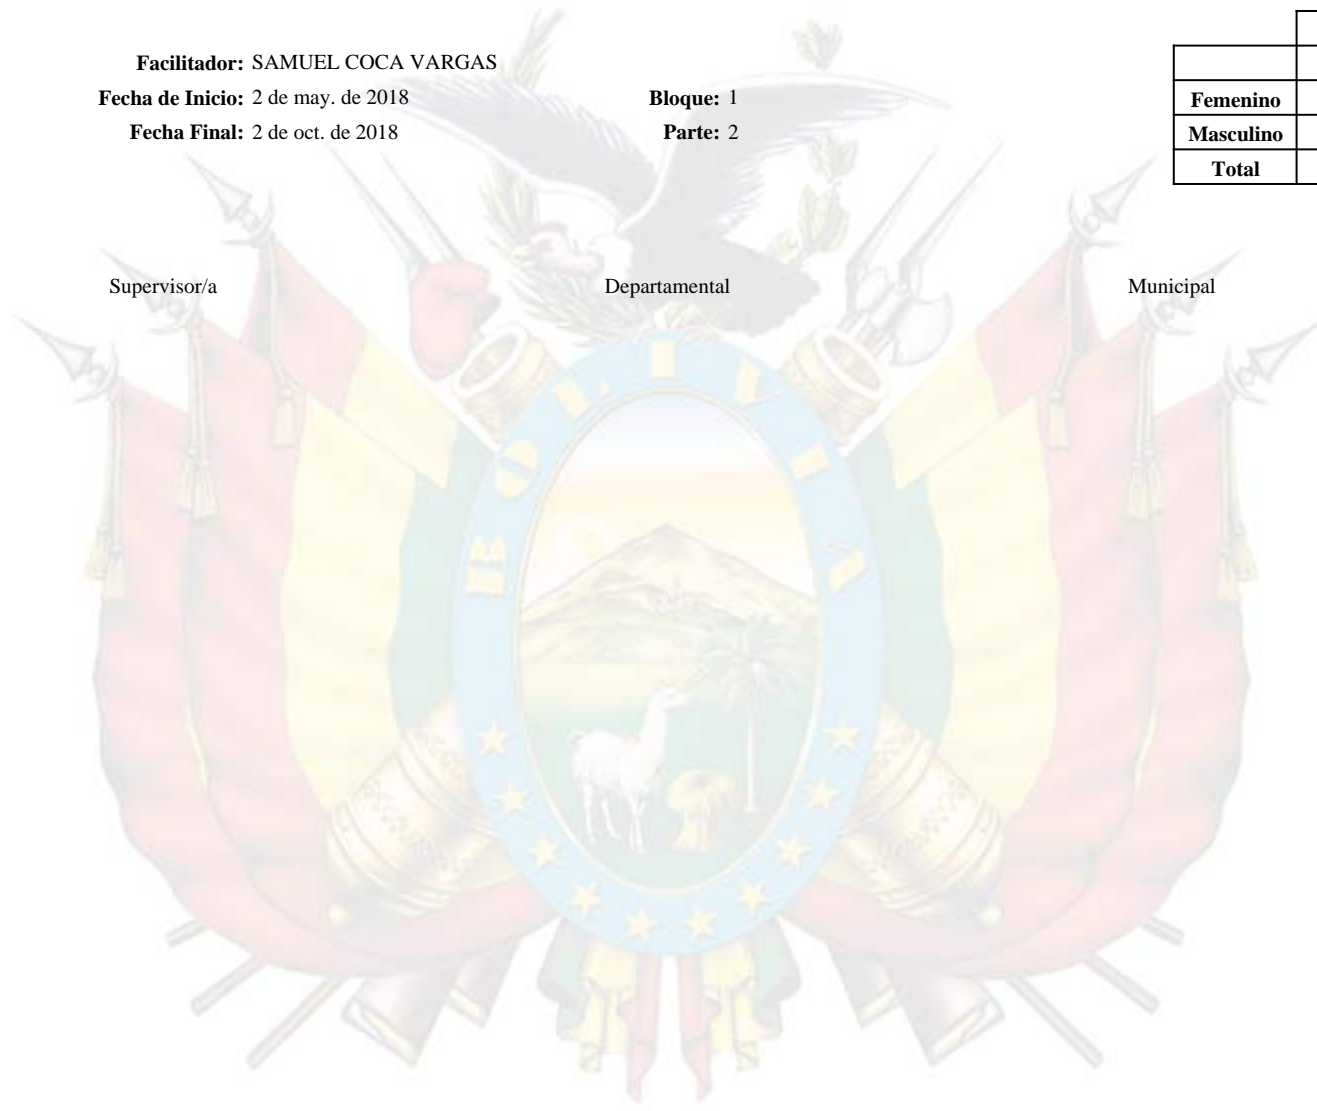 Facilitador: SAMUEL COCA VARGAS
Fecha de Inicio: 2 de may. de 2018 Bloque: 1
Fecha Final: 2 de oct. de 2018 Parte: 2
Femenino
Masculino
Total
Supervisor/a Departamental Municipal
BOLIVIA